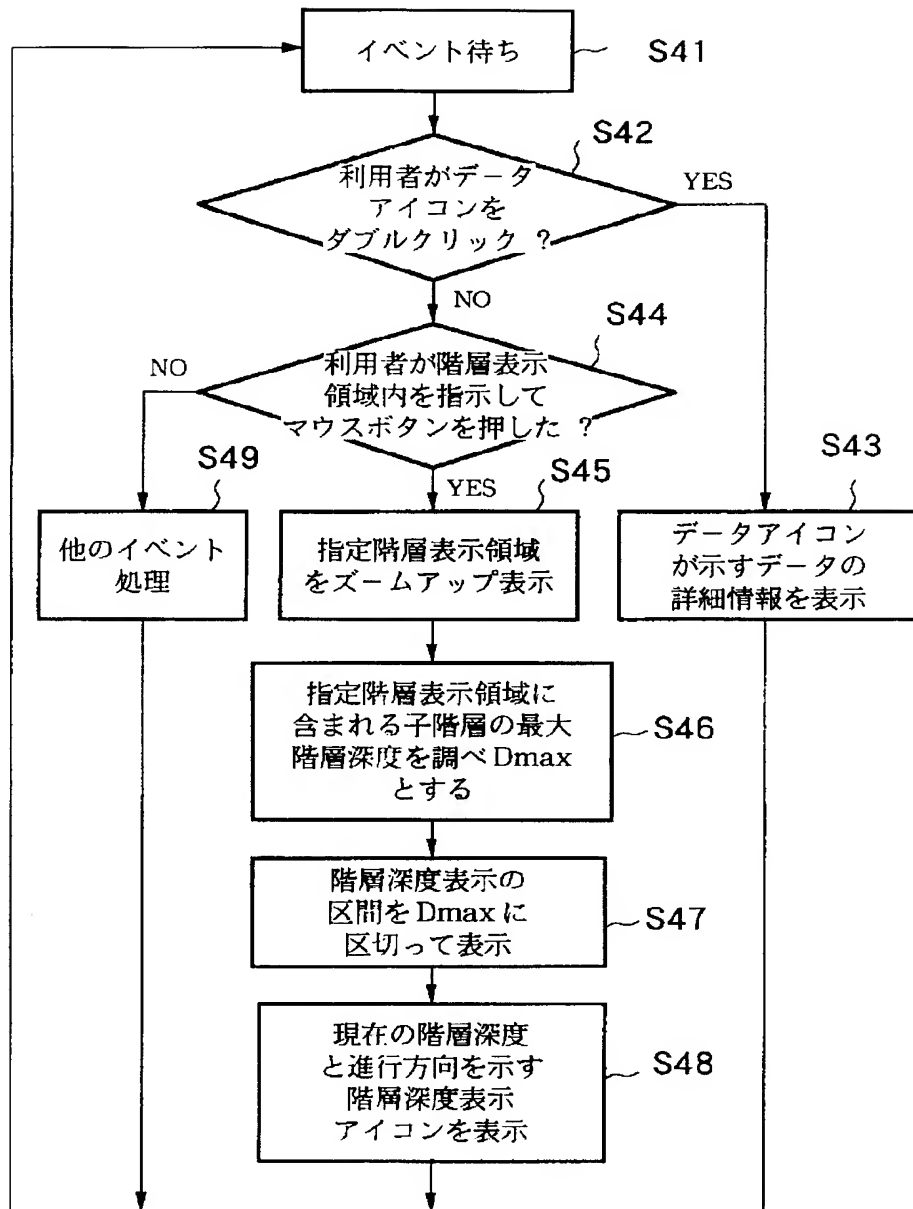 イベント待ち
S41
S42
利用者がデータ
アイコンを
ダブルクリック ?
YES
NO
S44
利用者が階層表示
領域内を指示して
マウスボタンを押した ?
NO
YES
S49
他のイベント
処理
S45
指定階層表示領域
をズームアップ表示
S43
データアイコン
が示すデータの
詳細情報を表示
指定階層表示領域に
含まれる子階層の最大
階層深度を調べDmax
とする
S46
階層深度表示の
区間をDmaxに
区切って表示
S47
現在の階層深度
と進行方向を示す
階層深度表示
アイコンを表示
S48